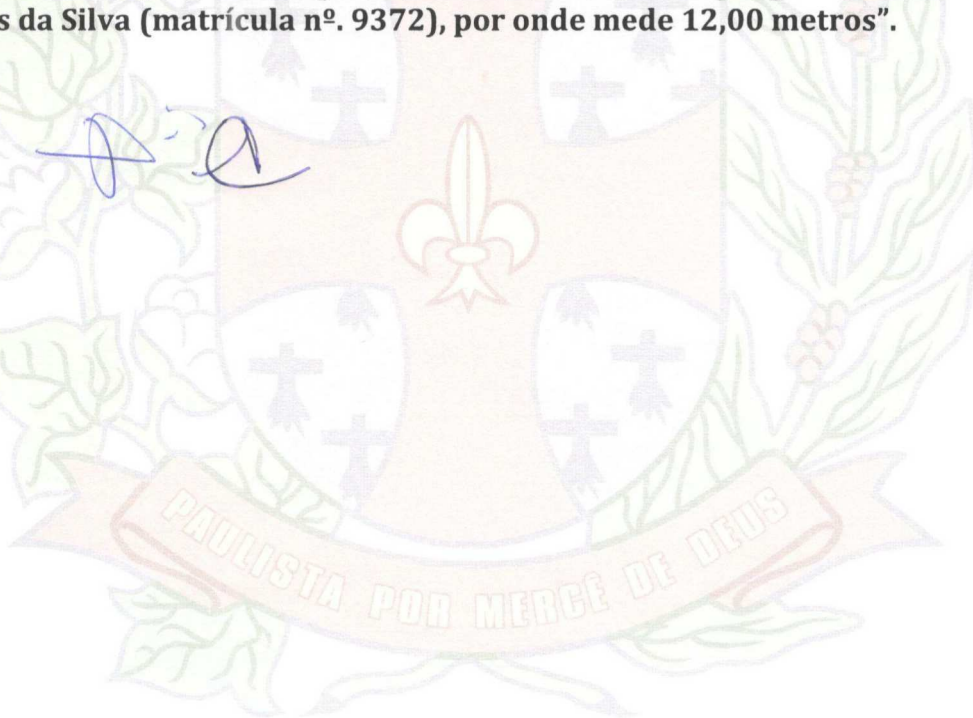 s da Silva (matrícula nº. 9372), por onde mede 12,00 metros”.
PAULISTA POR MERCÊ DE DEUS